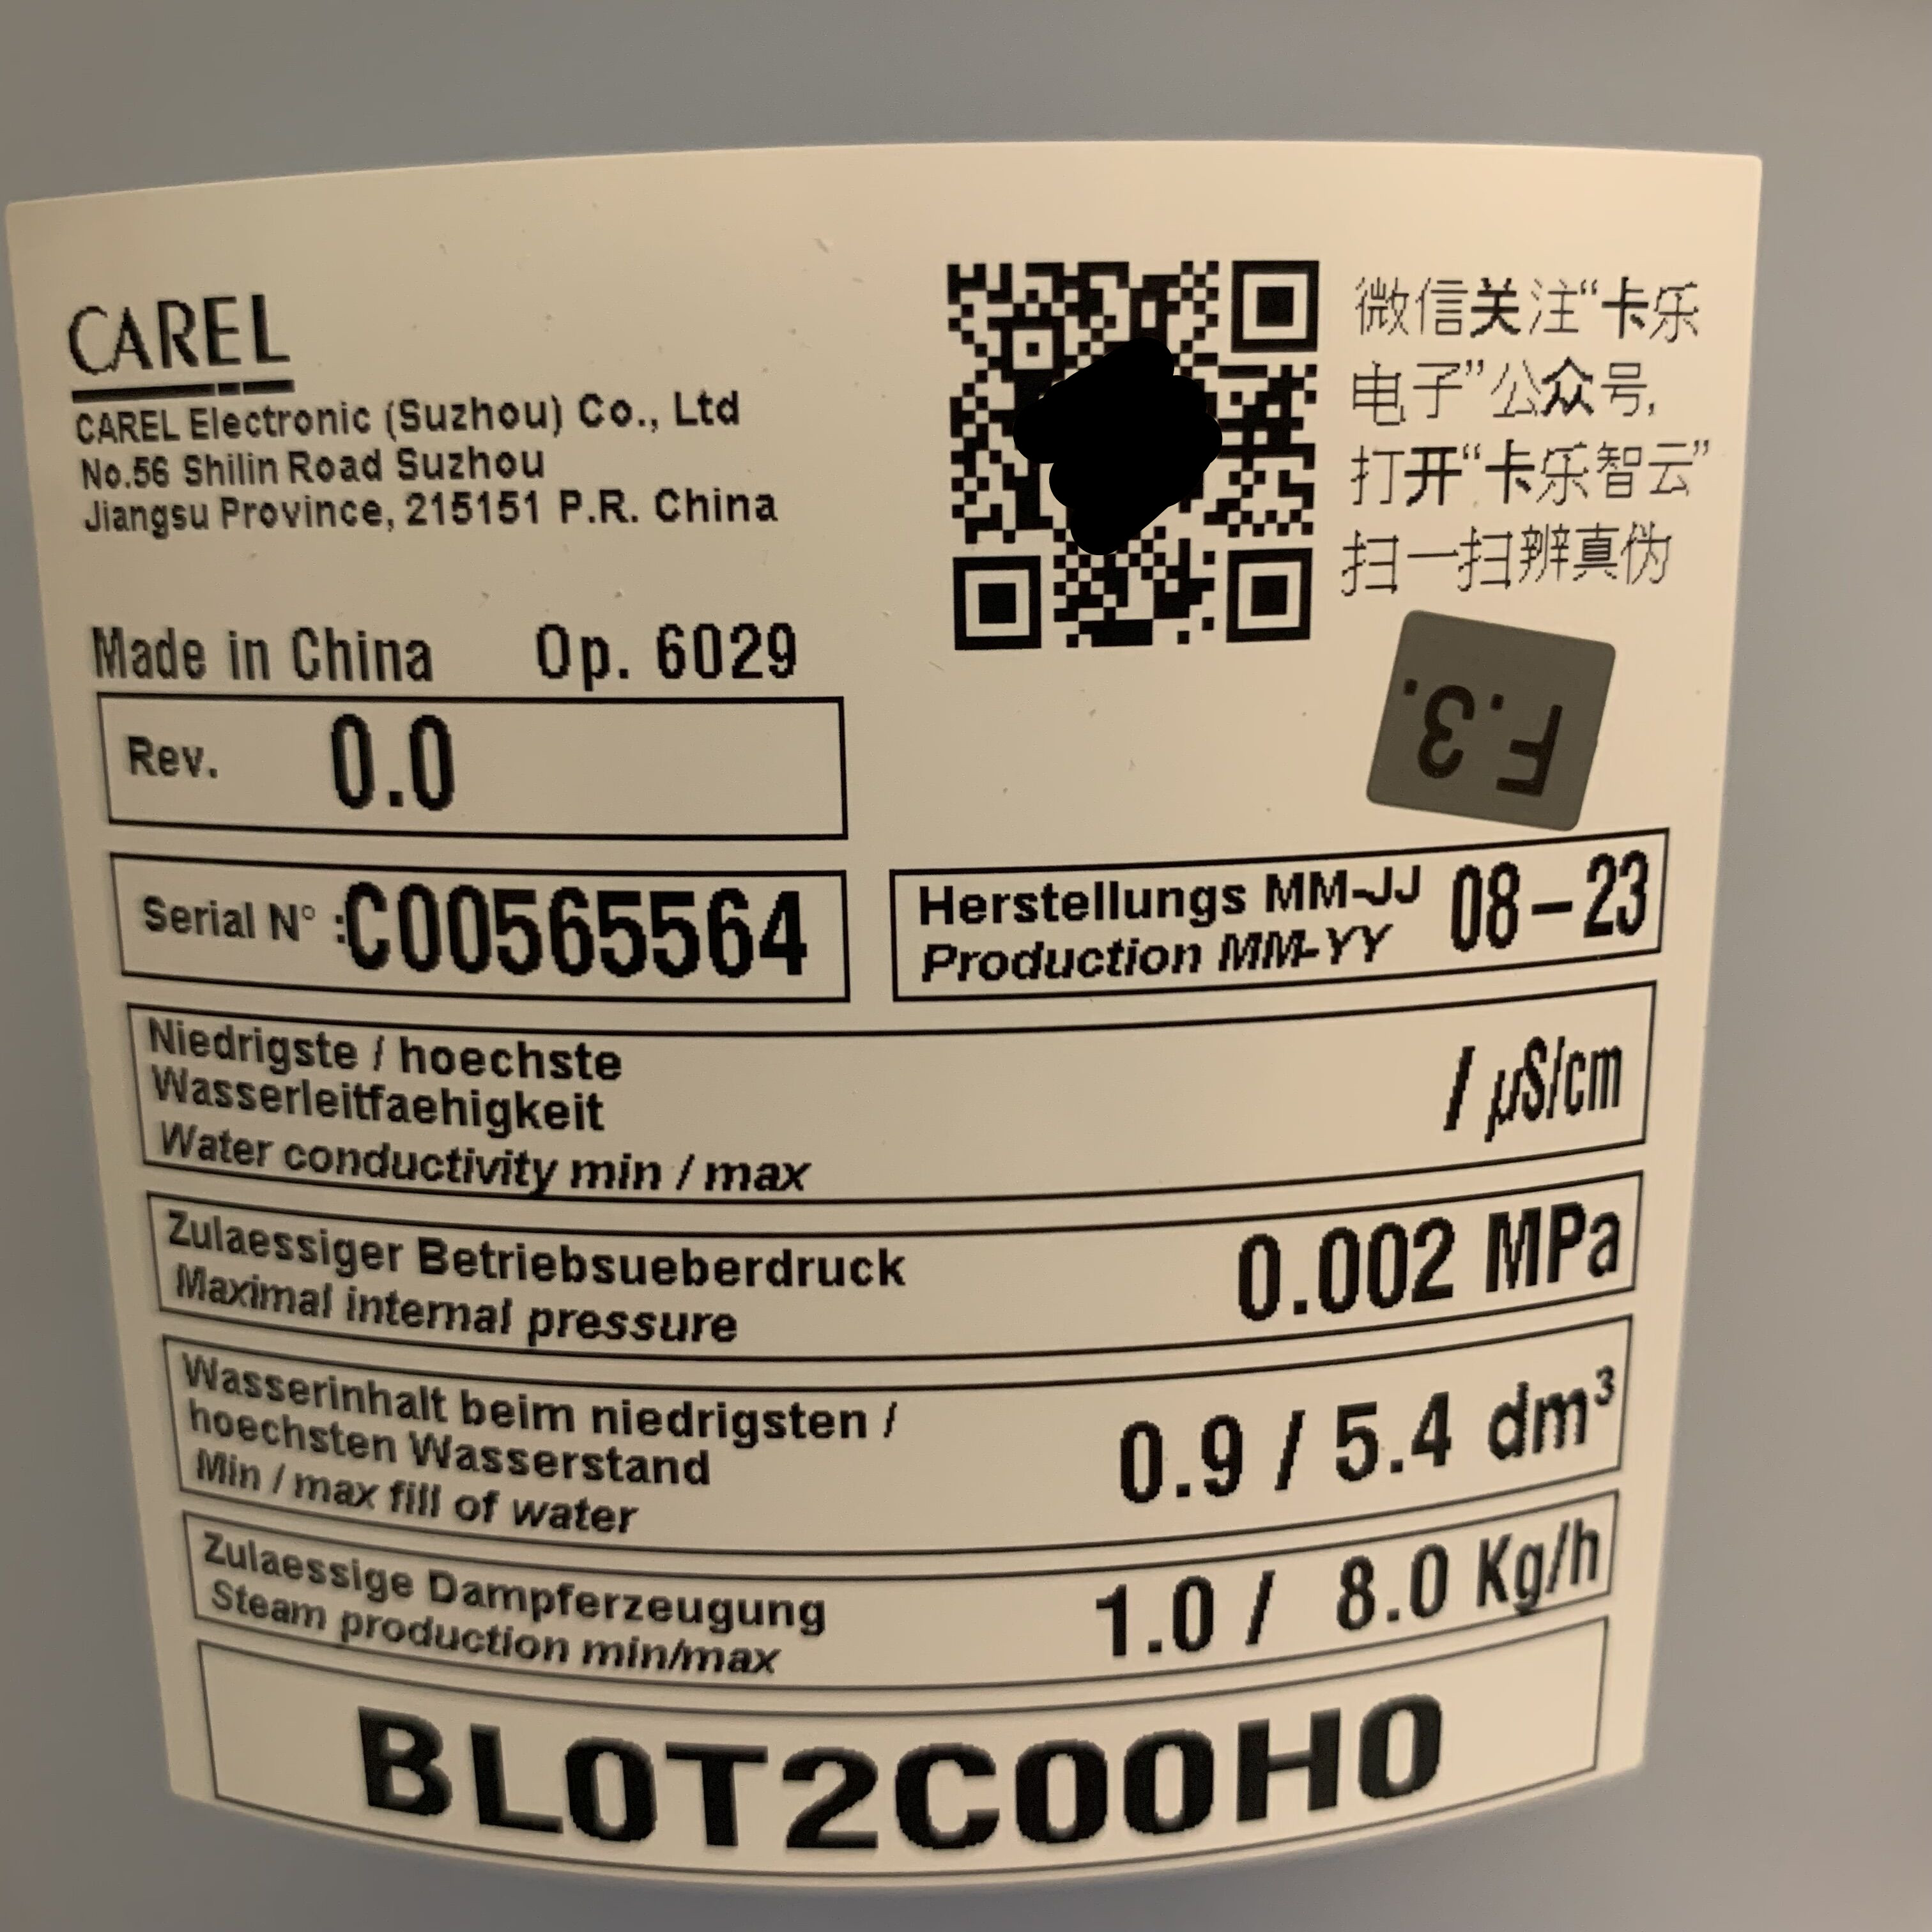 CAREL
CAREL Electronic (Suzhou) Co., Ltd
No.56 Shilin Road Suzhou
Jiangsu Province, 215151 P.R. China
微信关注“卡乐
电子”公众号,
打开“卡乐智云”
扫一扫辨真伪
Made in China Op. 6029
F.3.
Rev. 0.0
Serial N° :C00565564
Herstellungs MM-JJ 08-23
Production MM-YY
Niedrigste / hoechste
Wasserleitfaehigkeit
Water conductivity min / max
/ µS/cm
Zulaessiger Betriebsueberdruck
Maximal internal pressure
0.002 MPa
Wasserinhalt beim niedrigsten /
hoechsten Wasserstand
Min / max fill of water
0.9 / 5.4 dm³
Zulaessige Dampferzeugung
Steam production min/max
1.0 / 8.0 Kg/h
BL0T2C00H0